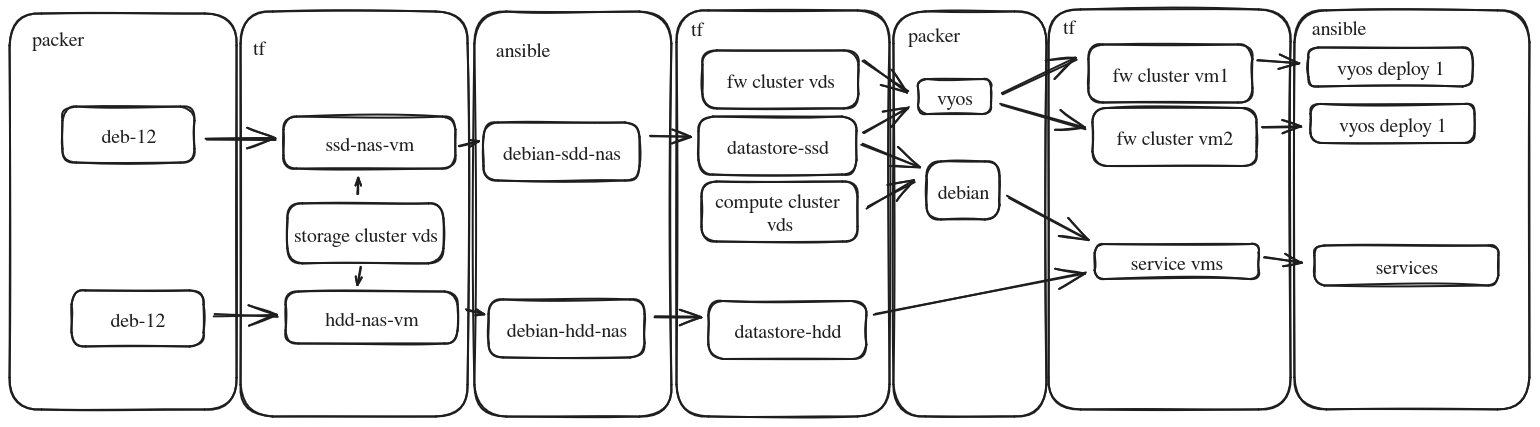 packer
deb-12
deb-12
tf
ssd-nas-vm
storage cluster vds
hdd-nas-vm
ansible
debian-sdd-nas
debian-hdd-nas
tf
fw cluster vds
datastore-ssd
compute cluster
vds
datastore-hdd
packer
vyos
debian
tf
fw cluster vm1
fw cluster vm2
service vms
ansible
vyos deploy 1
vyos deploy 1
services